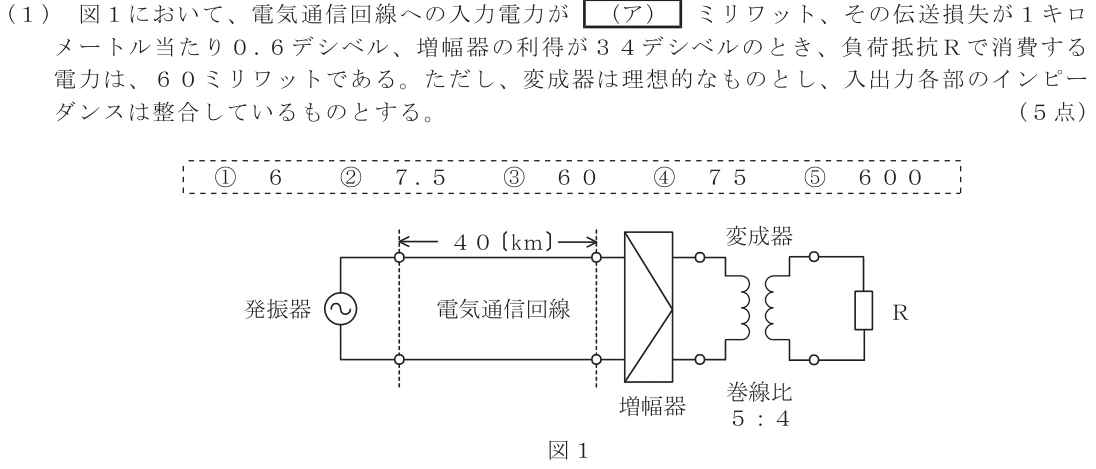 (１) 図１において、電気通信回線への入力電力が (ア) ミリワット、その伝送損失が１キロ
メートル当たり０.６デシベル、増幅器の利得が３４デシベルのとき、負荷抵抗Ｒで消費する
電力は、６０ミリワットである。ただし、変成器は理想的なものとし、入出力各部のインピー
ダンスは整合しているものとする。 (５点)
① ６ ② ７.５ ③ ６０ ④ ７５ ⑤ ６００
４０〔km〕
変成器
発振器
電気通信回線
Ｒ
増幅器
巻線比
５：４
図１